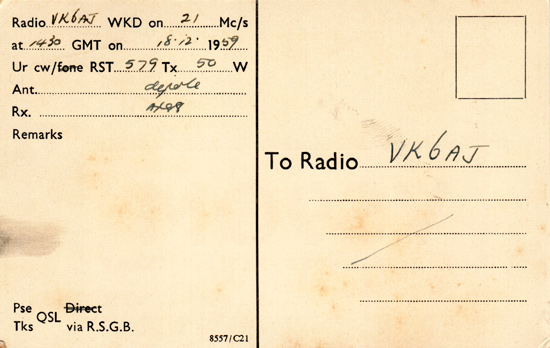 Radio VK6AJ WKD on 21 Mc/s
at 1430 GMT on 18.12. 1959
Ur cw/fone RST 579 Tx 50 W
Ant. dipole
Rx.
Remarks
Pse QSL Direct
Tks via R.S.G.B.
8557/C21
To Radio VK6AJ